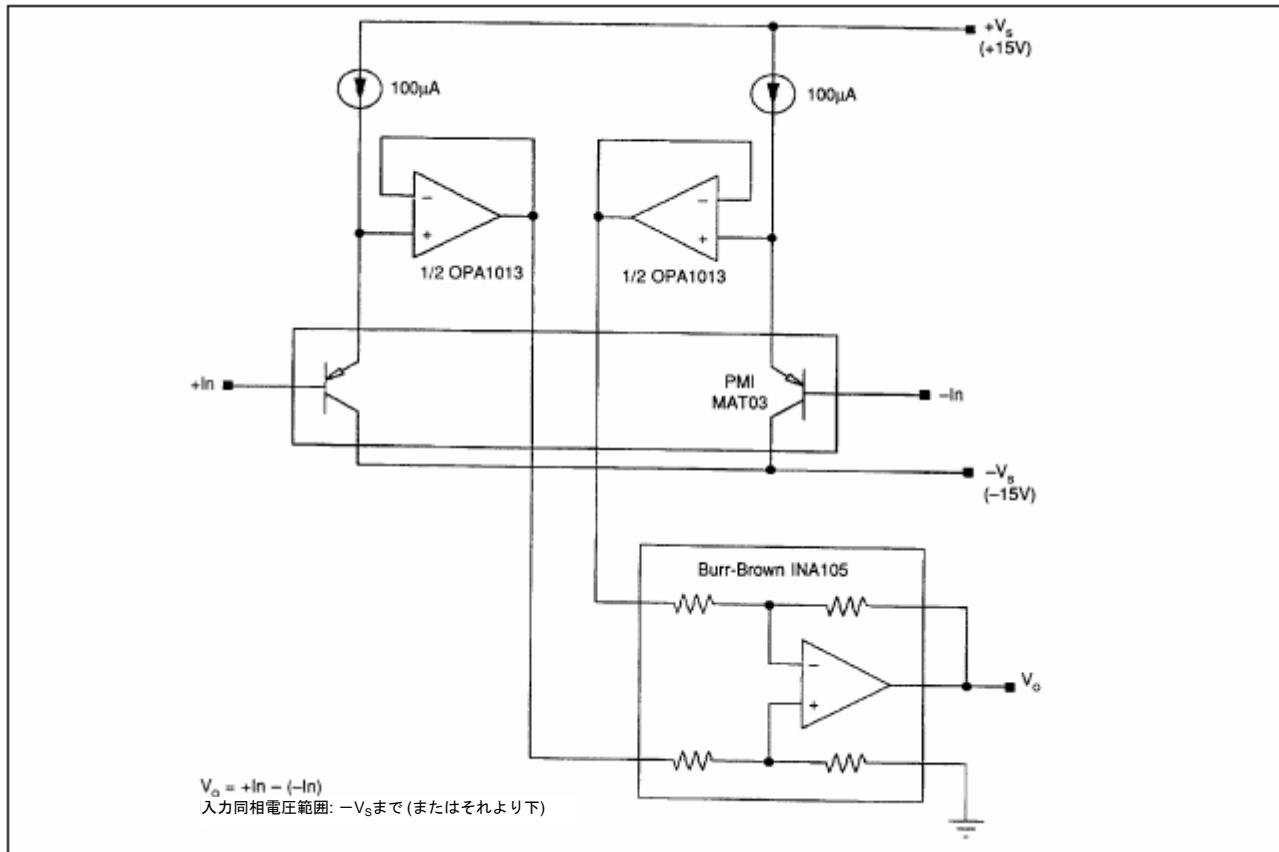 +Vs
(+15V)
100µA
100µA
−
+
1/2 OPA1013
−
+
1/2 OPA1013
+In
PMI
MAT03
–In
–Vs
(–15V)
Burr-Brown INA105
−
+
Vo
Vo = +In – (–In)
入力同相電圧範囲: −VSまで (またはそれより下)